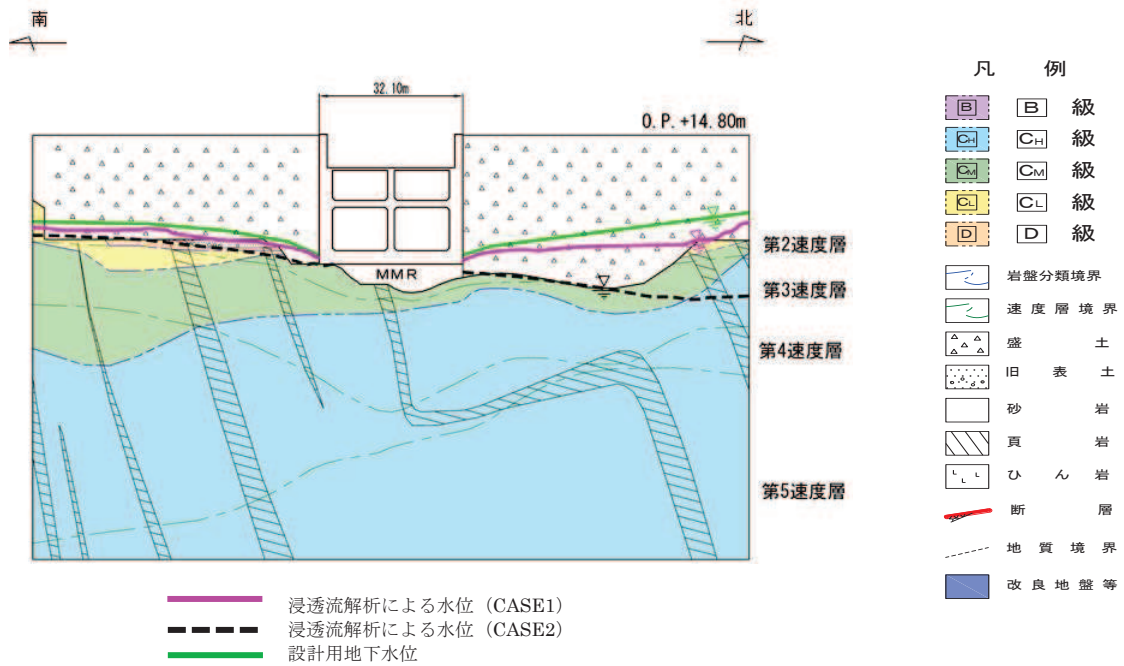 南
北
32.10m
O.P.+14.80m
MMR
第2速度層
第3速度層
第4速度層
第5速度層
凡 例
B B 級
CH CH 級
CM CM 級
CL CL 級
D D 級
岩盤分類境界
速度層境界
盛土
旧表土
砂岩
頁岩
ひん岩
断層
地質境界
改良地盤等
浸透流解析による水位（CASE1）
浸透流解析による水位（CASE2）
設計用地下水位